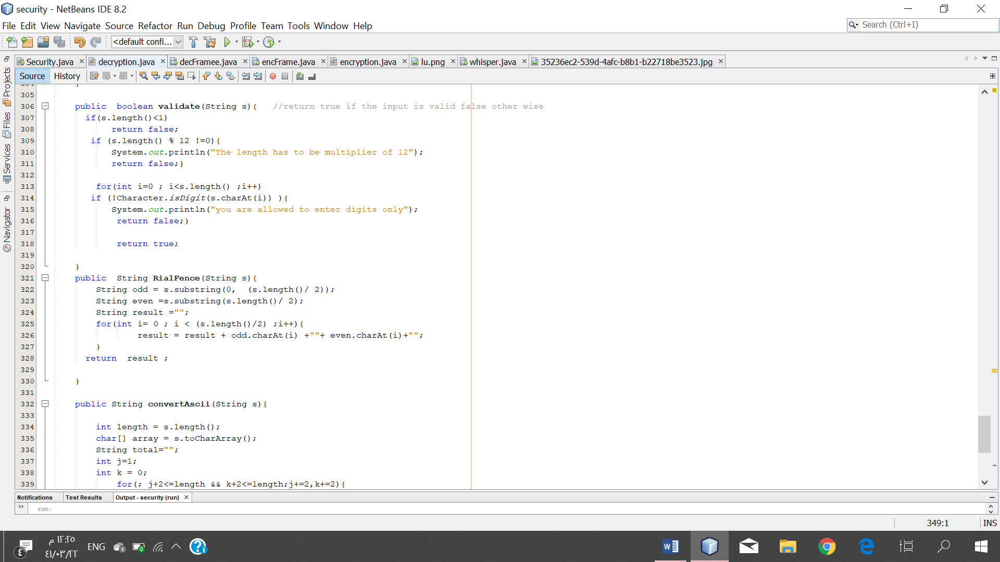 security - NetBeans IDE 8.2
File Edit View Navigate Source Refactor Run Debug Profile Team Tools Window Help
Search (Ctrl+I)
<default confi...
Security.java decryption.java decFramee.java encFrame.java encryption.java lu.png whisper.java 35236ec2-539d-4afc-b8b1-b22718be3523.jpg
Source History
Projects
Files
Services
Navigator
304 }
305
306 public  boolean validate(String s){   //return true if the input is valid false other wise
307 if(s.length()<1)
308 return false;
309 if (s.length() % 12 !=0){
310 System.out.println("The length has to be multiplier of 12");
311 return false;}
312
313 for(int i=0 ; i<s.length() ;i++)
314 if (!Character.isDigit(s.charAt(i)) ){
315 System.out.println("you are allowed to enter digits only");
316 return false;}
317
318 return true;
319
320 }
321 public  String RialFence(String s){
322 String odd = s.substring(0,  (s.length()/ 2));
323 String even =s.substring(s.length()/ 2);
324 String result ="";
325 for(int i= 0 ; i < (s.length()/2) ;i++){
326 result = result + odd.charAt(i) +""+ even.charAt(i)+"";
327 }
328 return  result ;
329
330 }
331
332 public String convertAscii(String s){
333
334 int length = s.length();
335 char[] array = s.toCharArray();
336 String total="";
337 int j=1;
338 int k = 0;
339 for(; j+2<=length && k+2<=length;j+=2,k+=2){
Notifications Test Results Output - security (run)
run:
349:1 INS
١٢:٢٥ م
٤١/٠٣/٢٢
٤
ENG